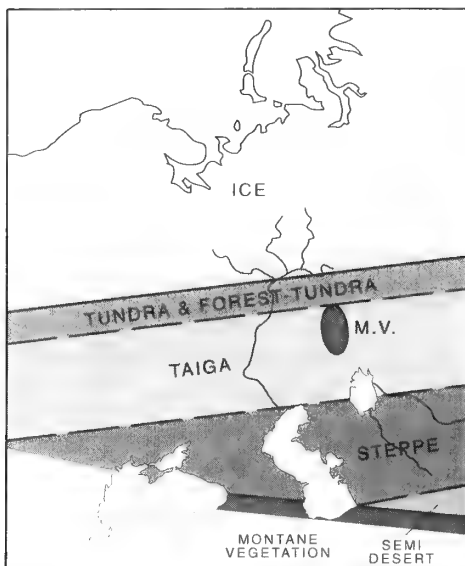 ICE
TUNDRA & FOREST-TUNDRA
M.V.
TAIGA
STEPPE
MONTANE
VEGETATION
SEMI
DESERT